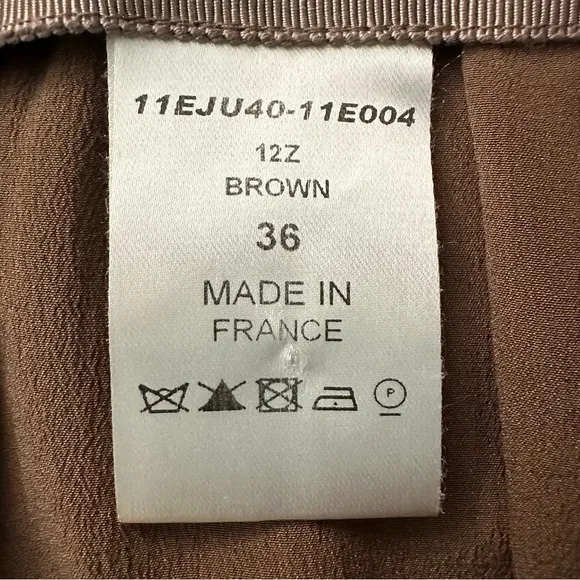 11EJU40-11E004
12Z
BROWN
36
MADE IN
FRANCE
P